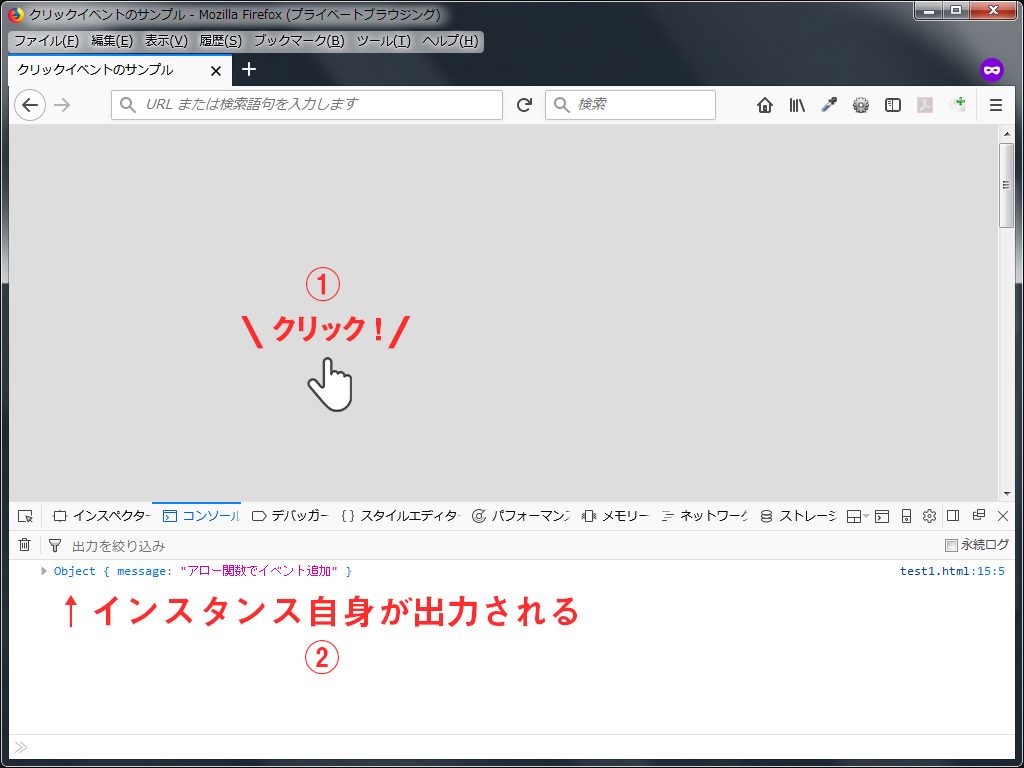 クリックイベントのサンプル - Mozilla Firefox (プライベートブラウジング)
ファイル(F) 編集(E) 表示(V) 履歴(S) ブックマーク(B) ツール(T) ヘルプ(H)
クリックイベントのサンプル
URL または検索語句を入力します 検索
①
\ クリック！/
インスペクター コンソール デバッガー {} スタイルエディター パフォーマンス メモリー ネットワーク ストレージ
出力を絞り込み 永続ログ
Object { message: "アロー関数でイベント追加" } test1.html:15:5
↑インスタンス自身が出力される
②